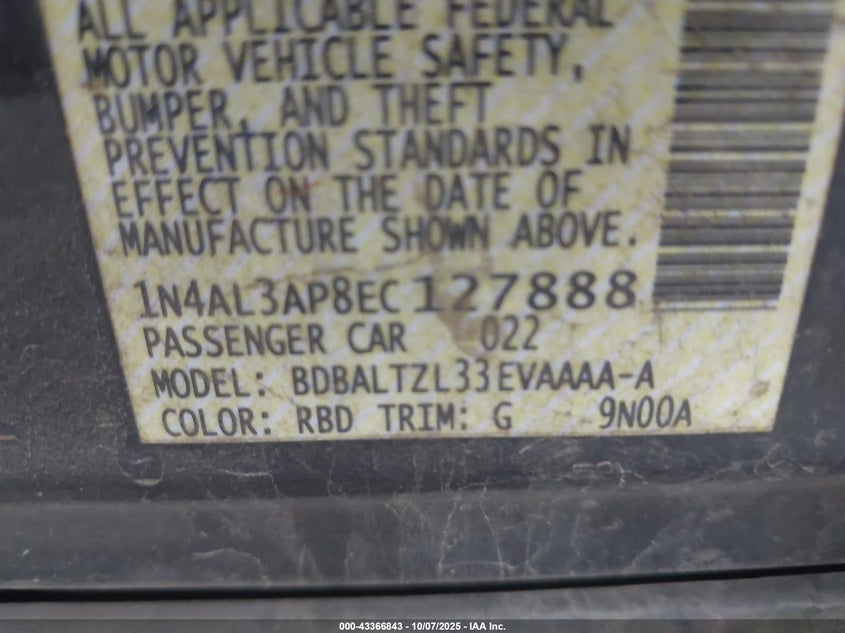 ALL APPLICABLE FEDERAL
MOTOR VEHICLE SAFETY,
BUMPER, AND THEFT
PREVENTION STANDARDS IN
EFFECT ON THE DATE OF
MANUFACTURE SHOWN ABOVE.
1N4AL3AP8EC127888
PASSENGER CAR 022
MODEL: BDBALTZL33EVAAAA-A
COLOR: RBD TRIM: G 9N00A
000-43366843 - 10/07/2025 - IAA Inc.